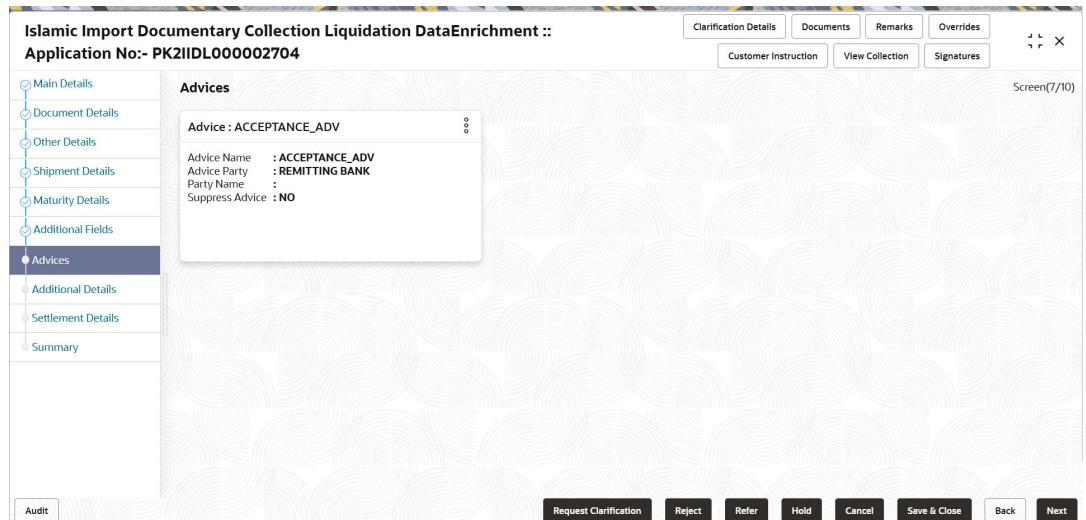 Islamic Import Documentary Collection Liquidation DataEnrichment ::
Application No:- PK2IIDL000002704
Clarification Details
Documents
Remarks
Overrides
Customer Instruction
View Collection
Signatures
Main Details
Document Details
Other Details
Shipment Details
Maturity Details
Additional Fields
Advices
Additional Details
Settlement Details
Summary
Advices
Screen(7/10)
Advice : ACCEPTANCE_ADV
Advice Name : ACCEPTANCE_ADV
Advice Party : REMITTING BANK
Party Name :
Suppress Advice : NO
Audit
Request Clarification
Reject
Refer
Hold
Cancel
Save & Close
Back
Next